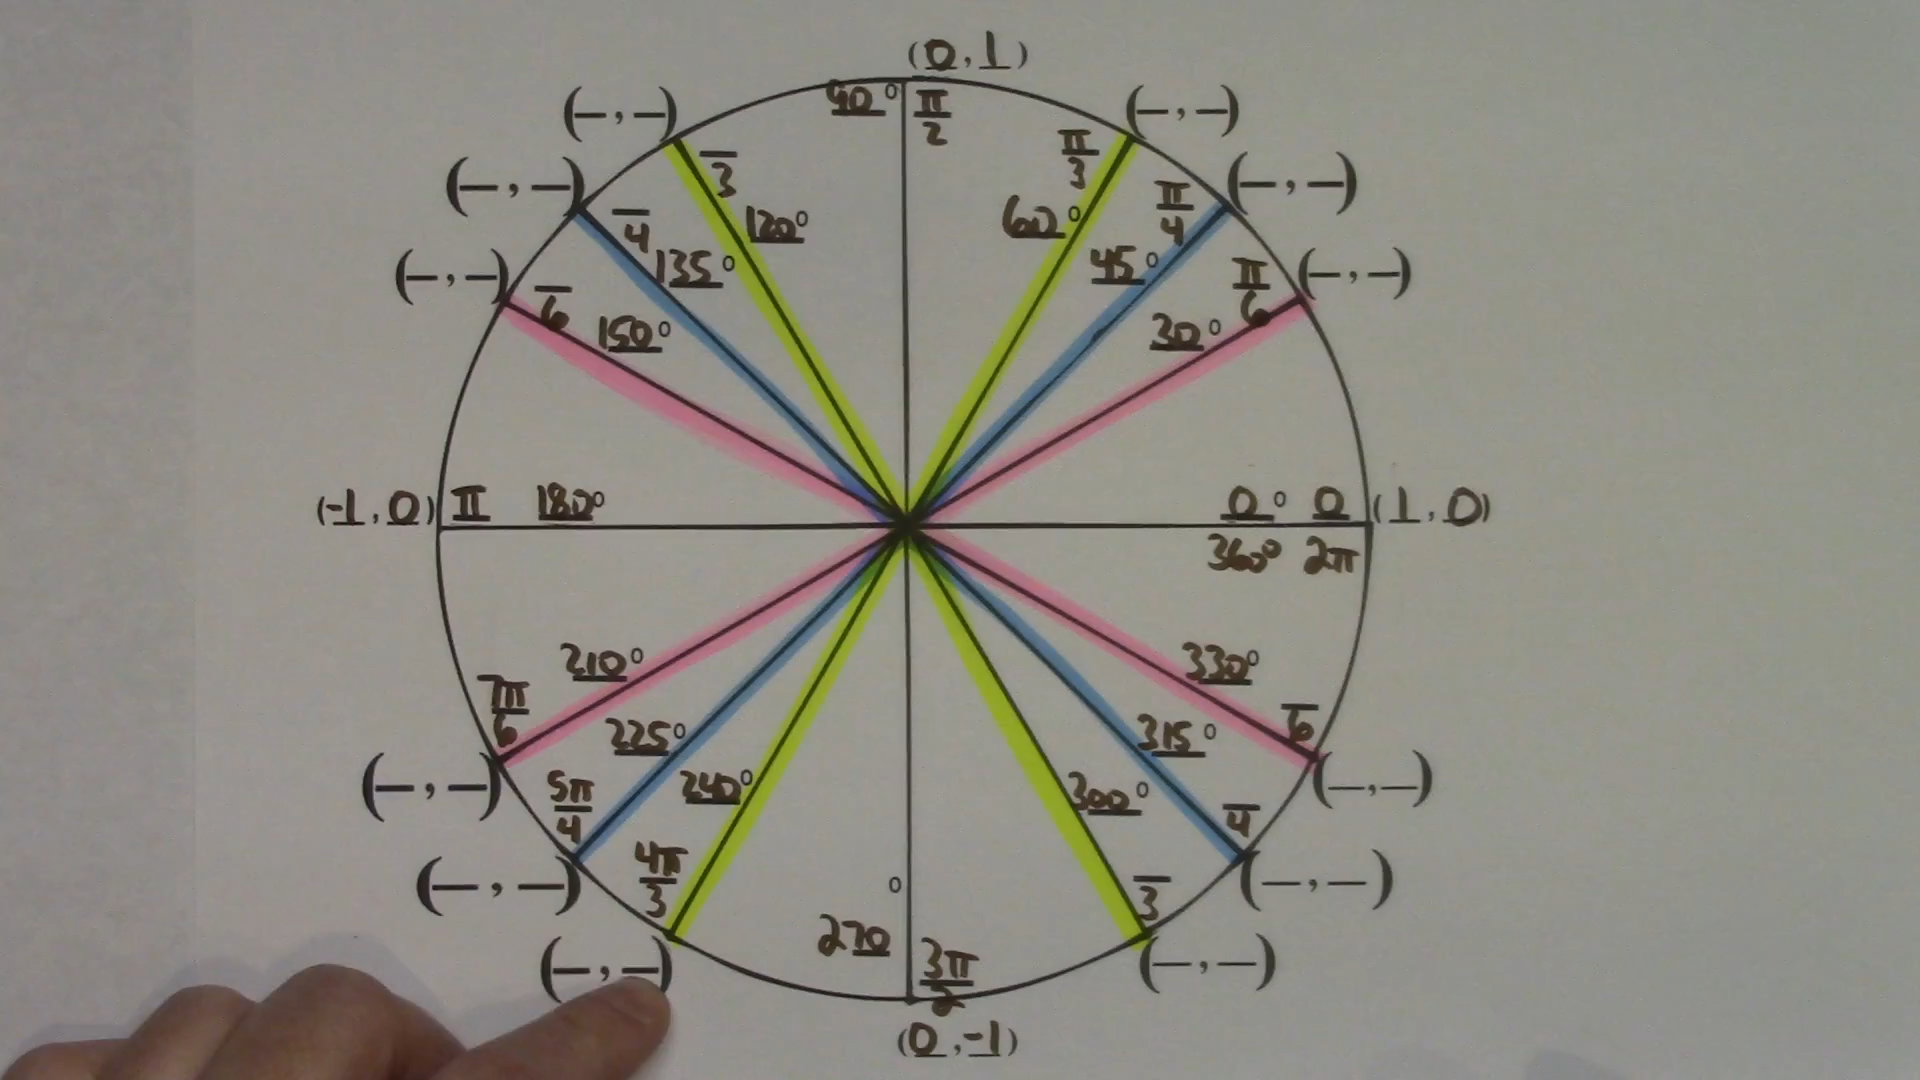 (0, 1)
90° π/2
(—, —) (—, —)
—/3 π/3
(—, —) (—, —)
—/4 120° 60° π/4
135° 45°
(—, —) (—, —)
—/6 150° 30° π/6
(-1, 0) π 180° 0° 0 (1, 0)
360° 2π
210° 330°
7π/6 —/6
225° 315°
(—, —) (—, —)
5π/4 240° 300° —/4
(—, —) (—, —)
4π/3 —/3
270° 3π/2
(—, —) (—, —)
(0, -1)